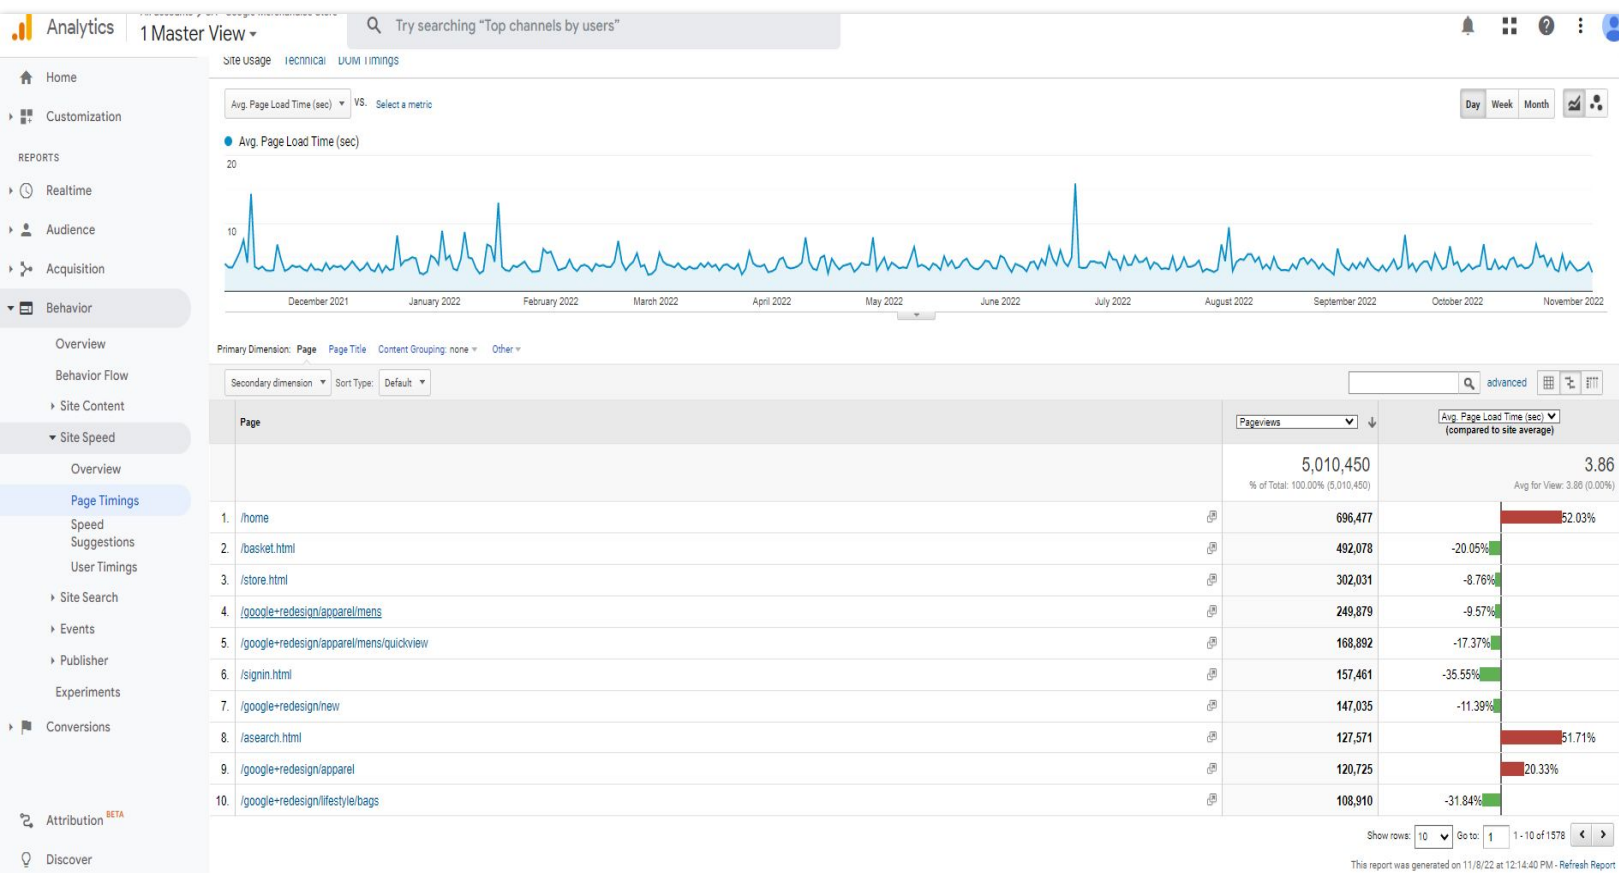 Analytics
1 Master View
Try searching “Top channels by users”
Home
Customization
REPORTS
Realtime
Audience
Acquisition
Behavior
Overview
Behavior Flow
Site Content
Site Speed
Overview
Page Timings
Speed
Suggestions
User Timings
Site Search
Events
Publisher
Experiments
Conversions
Attribution BETA
Discover
Site Usage Technical DOM Timings
Avg. Page Load Time (sec) VS. Select a metric
Day Week Month
Avg. Page Load Time (sec)
20
10
December 2021 January 2022 February 2022 March 2022 April 2022 May 2022 June 2022 July 2022 August 2022 September 2022 October 2022 November 2022
Primary Dimension: Page Page Title Content Grouping: none Other
Secondary dimension Sort Type: Default advanced
Page Pageviews Avg. Page Load Time (sec)
(compared to site average)
5,010,450 3.86
% of Total: 100.00% (5,010,450) Avg for View: 3.86 (0.00%)
1. /home 696,477 52.03%
2. /basket.html 492,078 -20.05%
3. /store.html 302,031 -8.76%
4. /google+redesign/apparel/mens 249,879 -9.57%
5. /google+redesign/apparel/mens/quickview 168,892 -17.37%
6. /signin.html 157,461 -35.55%
7. /google+redesign/new 147,035 -11.39%
8. /asearch.html 127,571 51.71%
9. /google+redesign/apparel 120,725 20.33%
10. /google+redesign/lifestyle/bags 108,910 -31.84%
Show rows: 10 Go to: 1 1 - 10 of 1578
This report was generated on 11/8/22 at 12:14:40 PM - Refresh Report